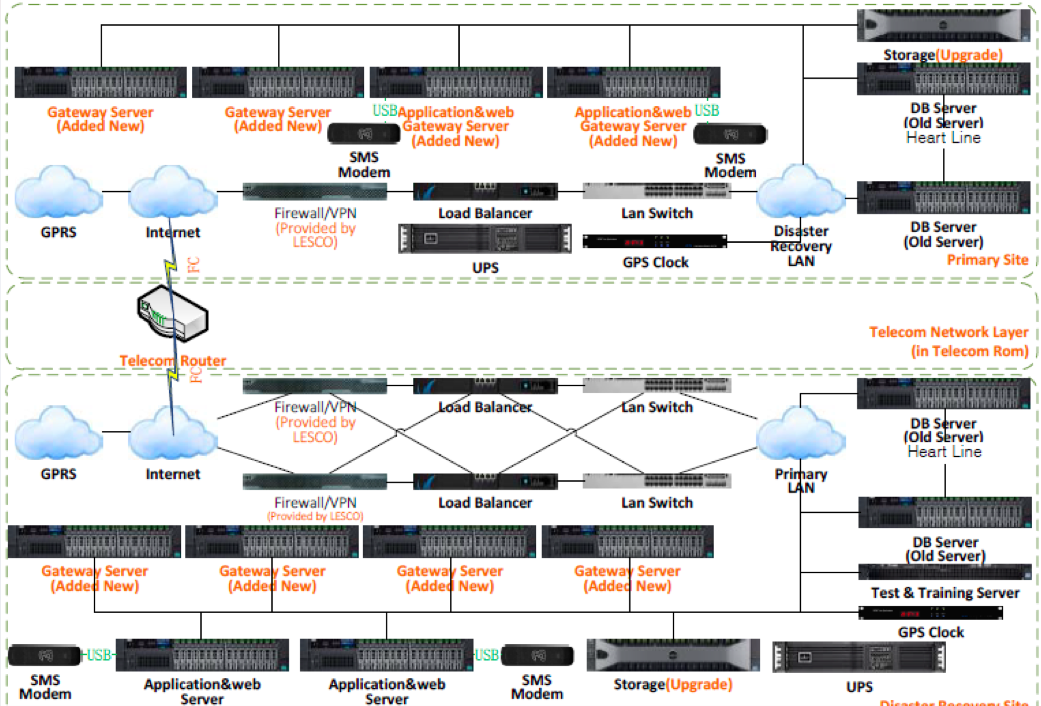 Storage(Upgrade)
Gateway Server
(Added New)
Gateway Server
(Added New)
USB
Application&web
Gateway Server
(Added New)
Application&web
Gateway Server
(Added New)
USB
SMS
Modem
SMS
Modem
DB Server
(Old Server)
Heart Line
GPRS
Internet
Firewall/VPN
(Provided by
LESCO)
Load Balancer
Lan Switch
Disaster
Recovery
LAN
DB Server
(Old Server)
UPS
GPS Clock
Primary Site
FC
Telecom Router
Telecom Network Layer
(in Telecom Rom)
FC
Firewall/VPN
(Provided by
LESCO)
Load Balancer
Lan Switch
DB Server
(Old Server)
Heart Line
GPRS
Internet
Primary
LAN
Firewall/VPN
(Provided by LESCO)
Load Balancer
Lan Switch
DB Server
(Old Server)
Gateway Server
(Added New)
Gateway Server
(Added New)
Gateway Server
(Added New)
Gateway Server
(Added New)
Test & Training Server
GPS Clock
USB
USB
SMS
Modem
Application&web
Server
Application&web
Server
SMS
Modem
Storage(Upgrade)
UPS
Disaster Recovery Site